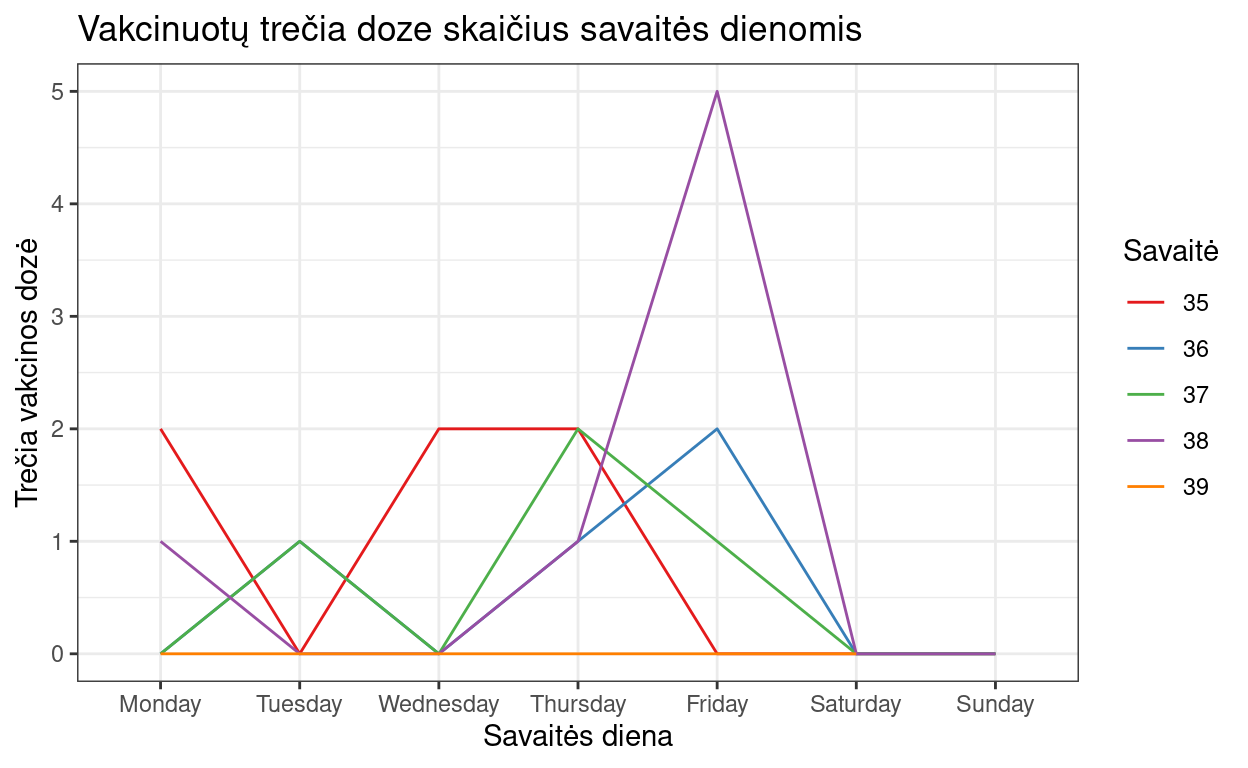 Vakcinuotų trečia doze skaičius savaitės dienomis
5
4
3
2
1
0
Trečia vakcinos dozė
Monday Tuesday Wednesday Thursday Friday Saturday Sunday
Savaitės diena
Savaitė
35
36
37
38
39